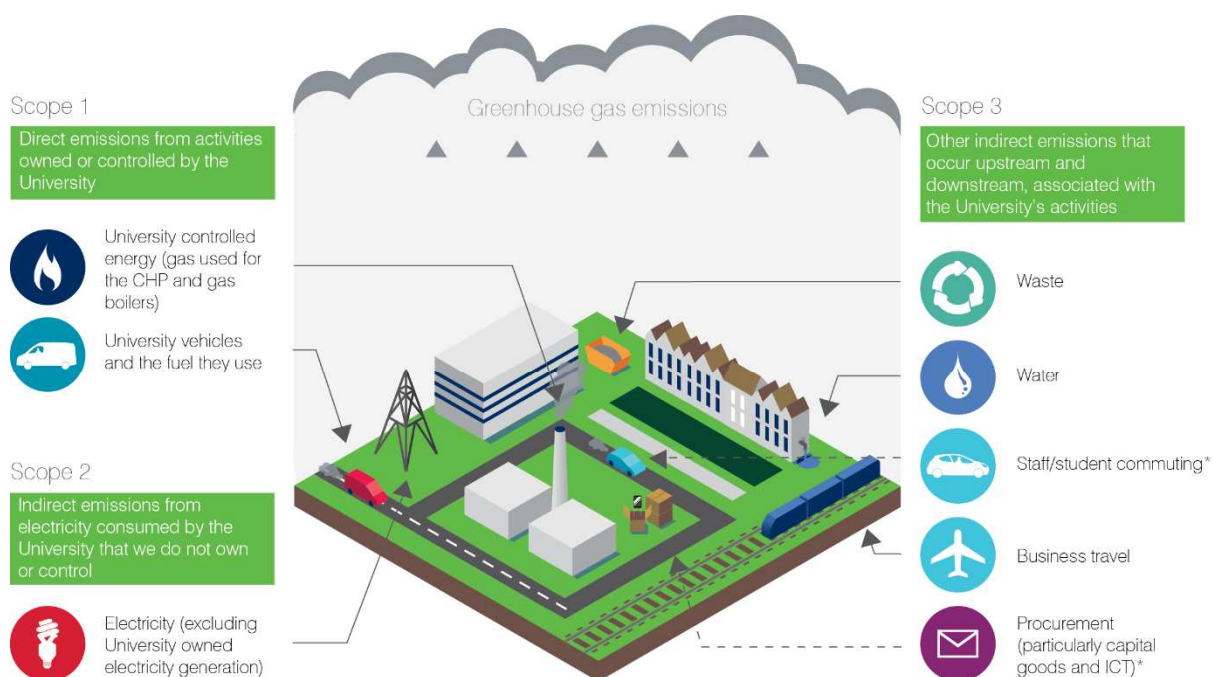 Greenhouse gas emissions
Scope 1
Direct emissions from activities
owned or controlled by the
University
University controlled
energy (gas used for
the CHP and gas
boilers)
University vehicles
and the fuel they use
Scope 2
Indirect emissions from
electricity consumed by the
University that we do not own
or control
Electricity (excluding
University owned
electricity generation)
Scope 3
Other indirect emissions that
occur upstream and
downstream, associated with
the University's activities
Waste
Water
Staff/student commuting*
Business travel
Procurement
(particularly capital
goods and ICT)*